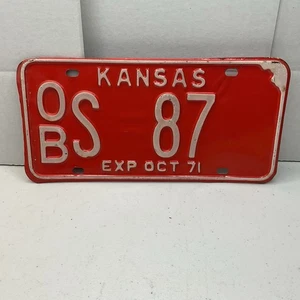 KANSAS
OB S 87
EXP OCT 71